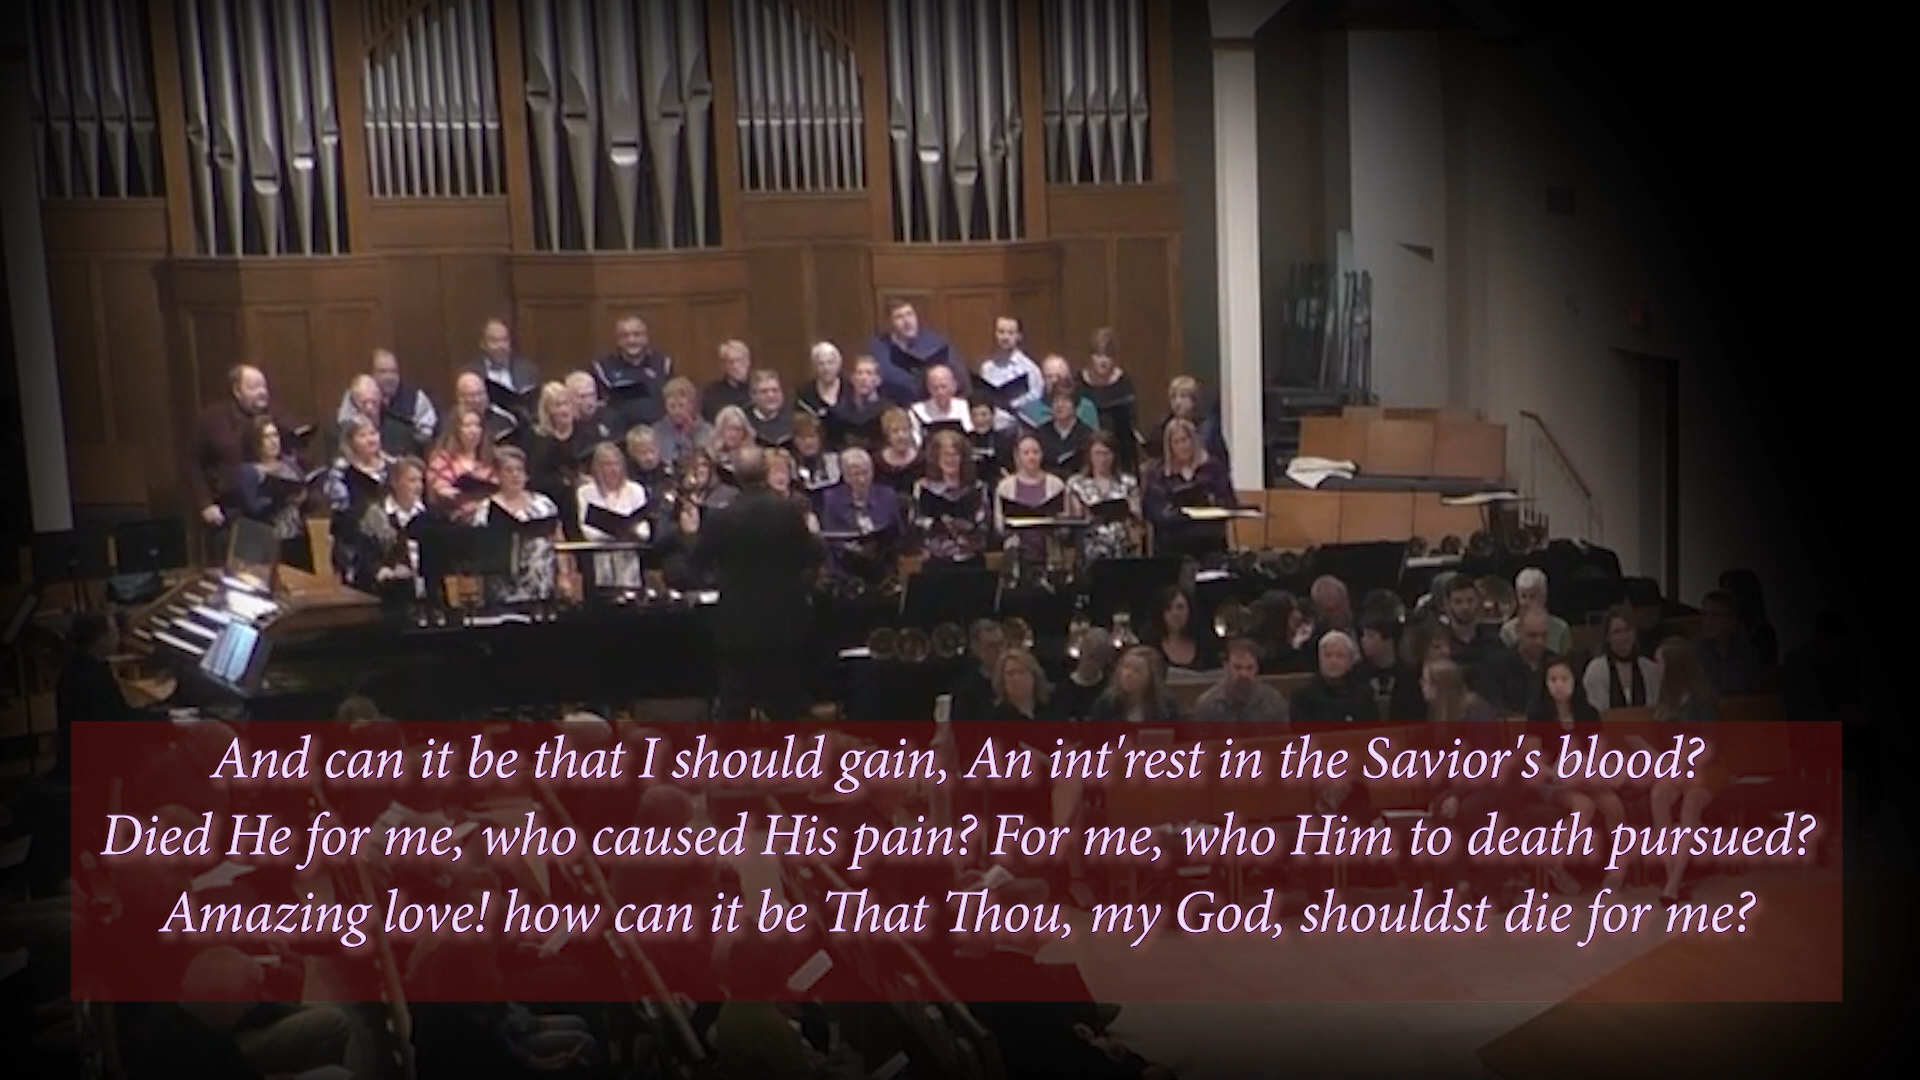 And can it be that I should gain, An int'rest in the Savior's blood?
Died He for me, who caused His pain? For me, who Him to death pursued?
Amazing love! how can it be That Thou, my God, shouldst die for me?